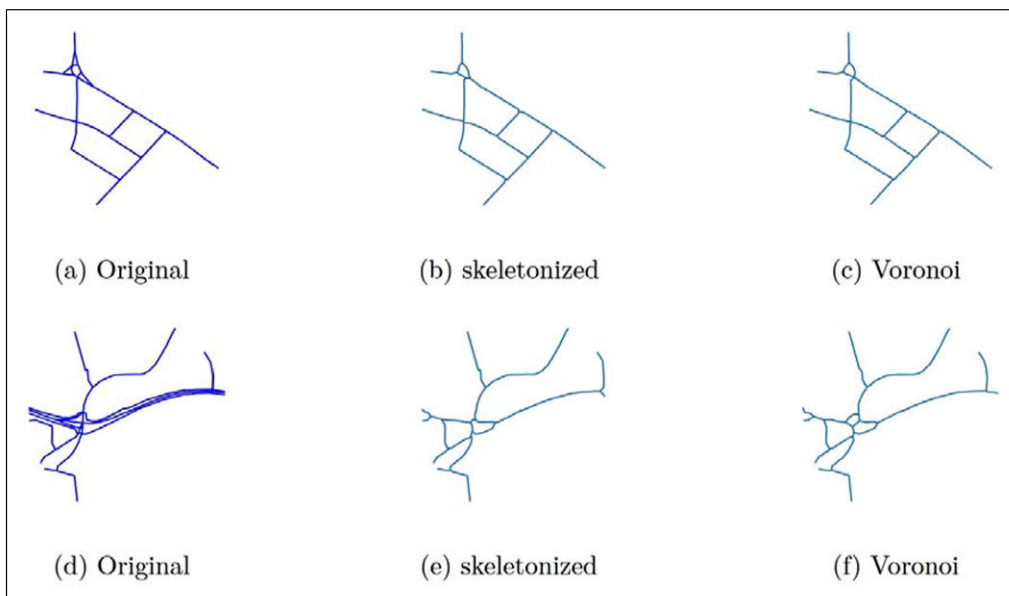 (a) Original
(b) skeletonized
(c) Voronoi
(d) Original
(e) skeletonized
(f) Voronoi